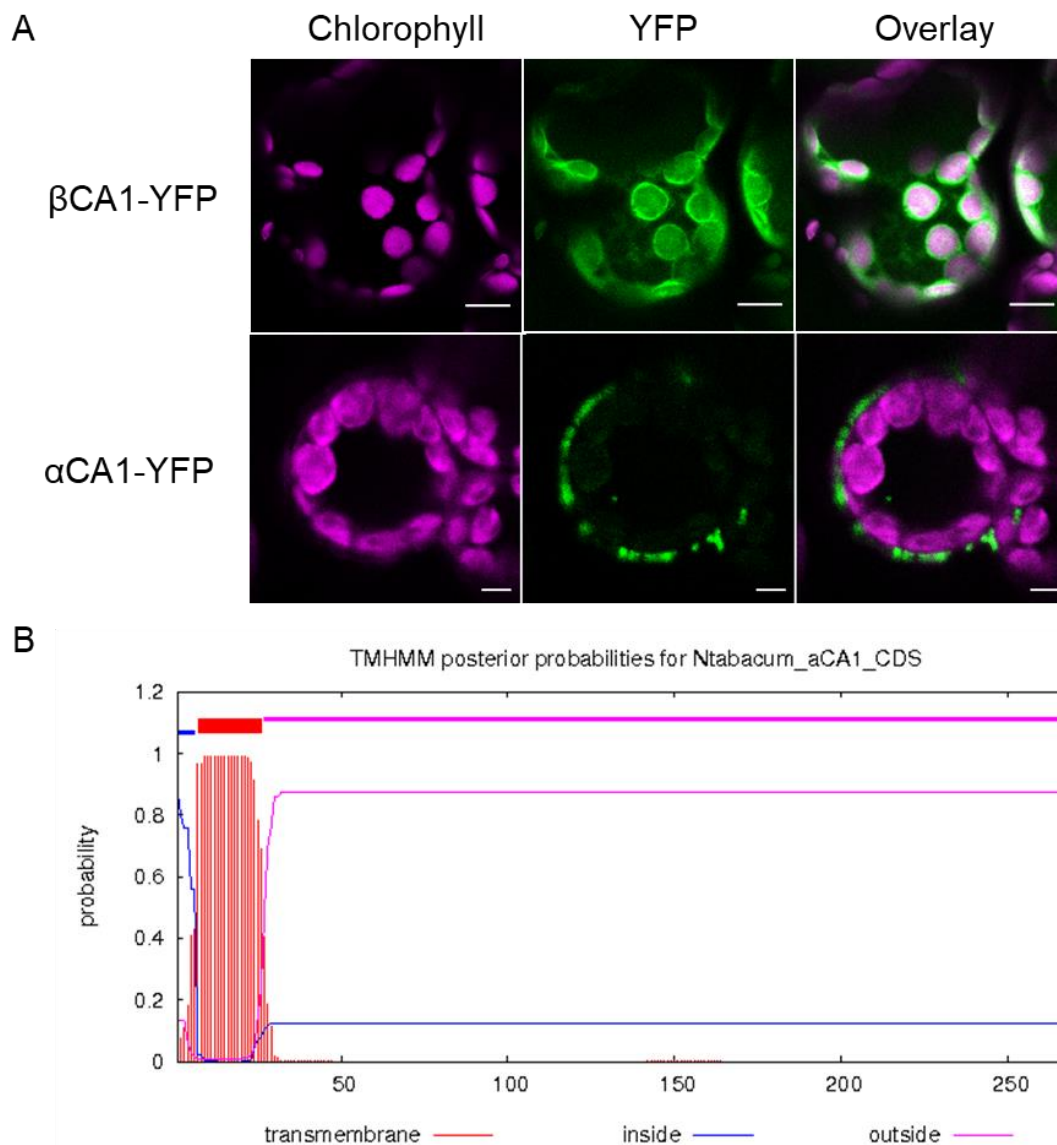 A
Chlorophyll YFP Overlay
βCA1-YFP
αCA1-YFP
B
TMHMM posterior probabilities for Ntabacum_aCA1_CDS
probability
1.2
1
0.8
0.6
0.4
0.2
0
50 100 150 200 250
transmembrane inside outside